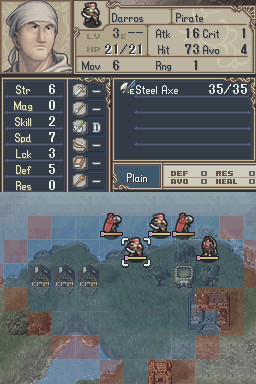 Darros Pirate
LV 3 E --- Atk 16 Crit 1
HP 21/21 Hit 73 Avo 4
Mov 6 Rng 1
Str 6 —
Mag 0 —
Skill 2 D
Spd 7 —
Lck 3 —
Def 5 —
Res 0 —
E Steel Axe 35/35
Plain
DEF 0 RES 0
AVO 0 HEAL 0